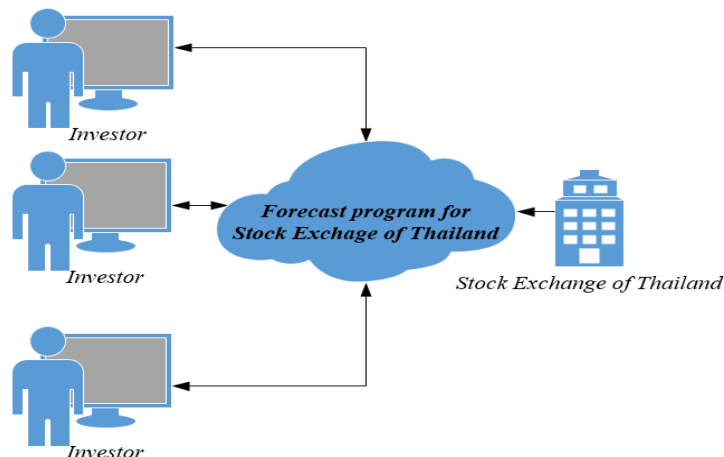 Investor
Forecast program for
Stock Exchage of Thailand
Investor
Stock Exchange of Thailand
Investor